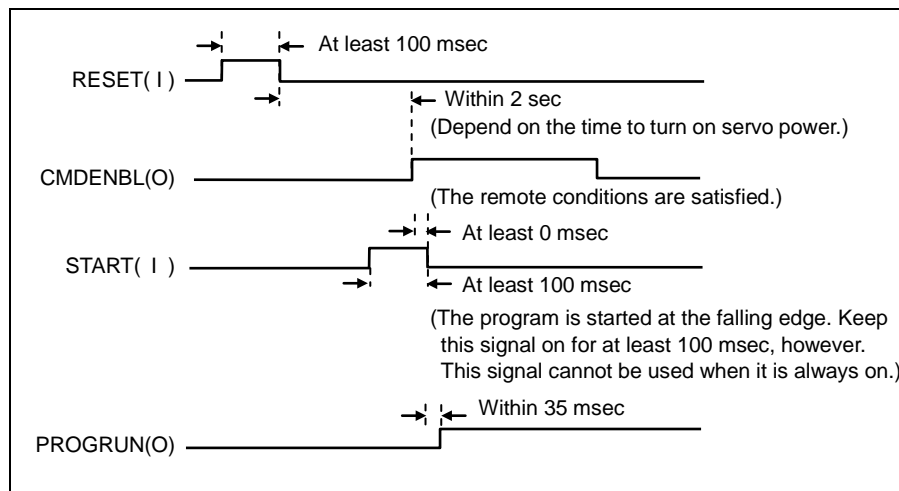 At least 100 msec
RESET( I )
Within 2 sec
(Depend on the time to turn on servo power.)
CMDENBL(O)
(The remote conditions are satisfied.)
At least 0 msec
START( I )
At least 100 msec
(The program is started at the falling edge. Keep
this signal on for at least 100 msec, however.
This signal cannot be used when it is always on.)
Within 35 msec
PROGRUN(O)